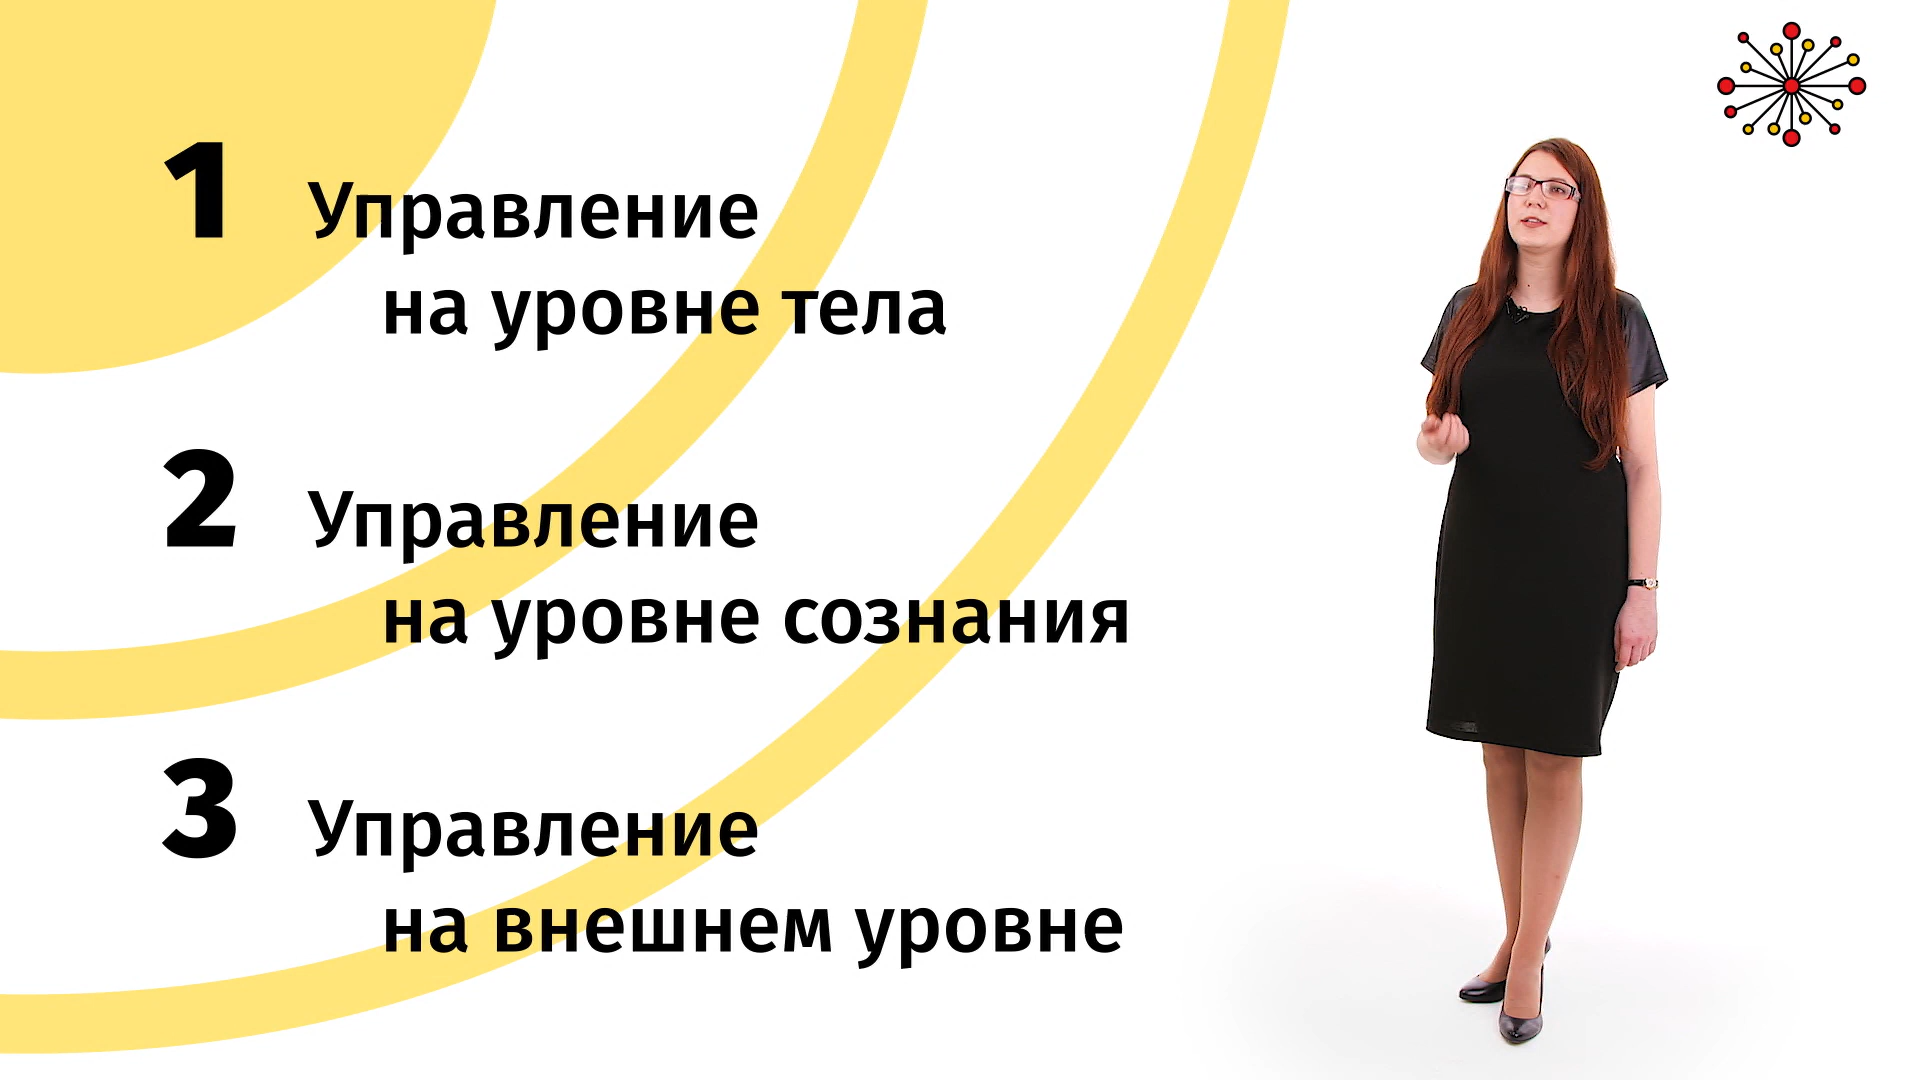 1 Управление
на уровне тела
2 Управление
на уровне сознания
3 Управление
на внешнем уровне